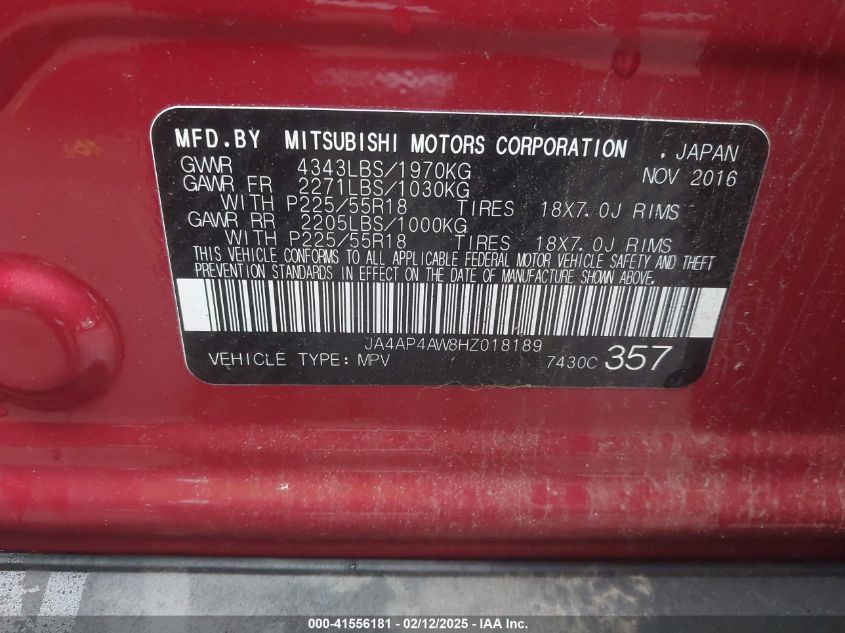 MFD.BY MITSUBISHI MOTORS CORPORATION , JAPAN
GVWR 4343LBS/1970KG NOV 2016
GAWR FR 2271LBS/1030KG
WITH P225/55R18 TIRES 18X7.0J RIMS
GAWR RR 2205LBS/1000KG
WITH P225/55R18 TIRES 18X7.0J RIMS
THIS VEHICLE CONFORMS TO ALL APPLICABLE FEDERAL MOTOR VEHICLE SAFETY AND THEFT
PREVENTION STANDARDS IN EFFECT ON THE DATE OF MANUFACTURE SHOWN ABOVE.
JA4AP4AW8HZ018189
VEHICLE TYPE: MPV 7430C 357
000-41556181 - 02/12/2025 - IAA Inc.